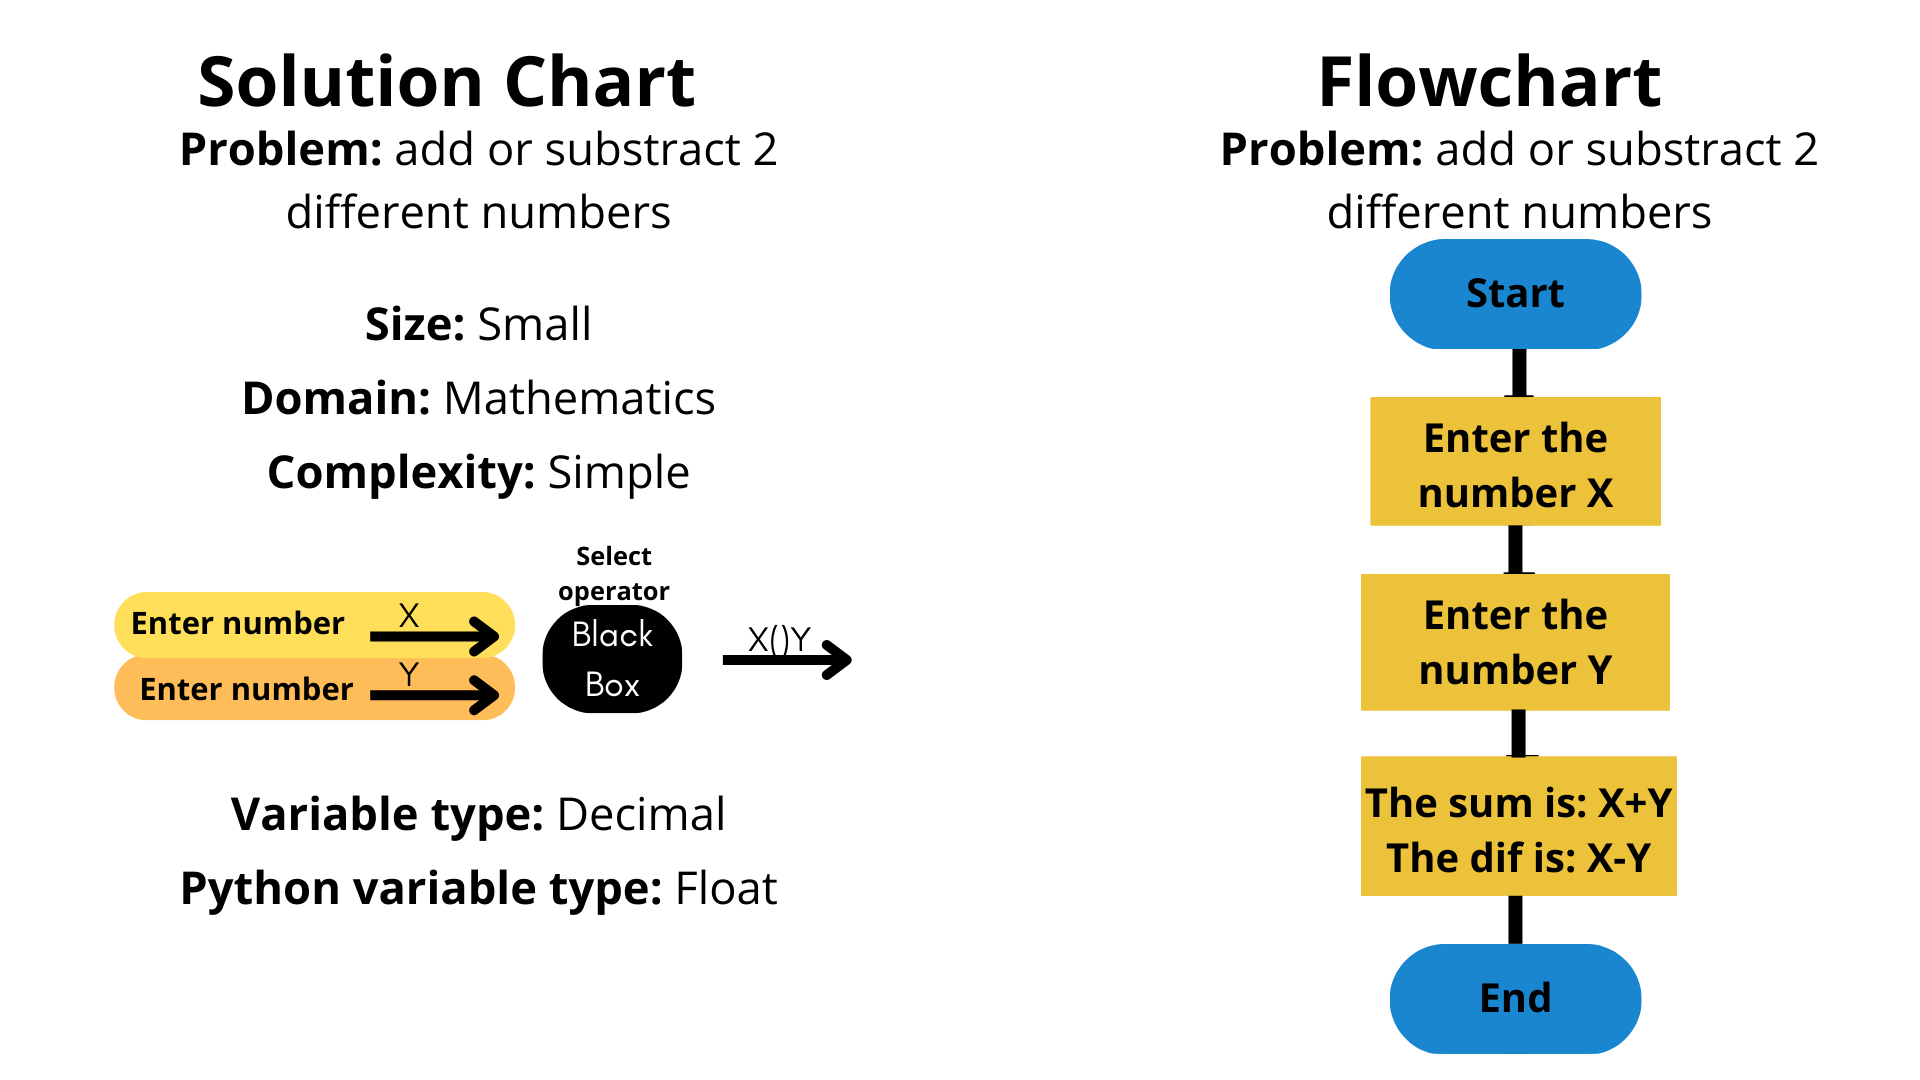 Solution Chart
Problem: add or substract 2
different numbers
Size: Small
Domain: Mathematics
Complexity: Simple
Select
operator
Enter number
X
Enter number
Y
Black
Box
X()Y
Variable type: Decimal
Python variable type: Float
Flowchart
Problem: add or substract 2
different numbers
Start
Enter the
number X
Enter the
number Y
The sum is: X+Y
The dif is: X-Y
End